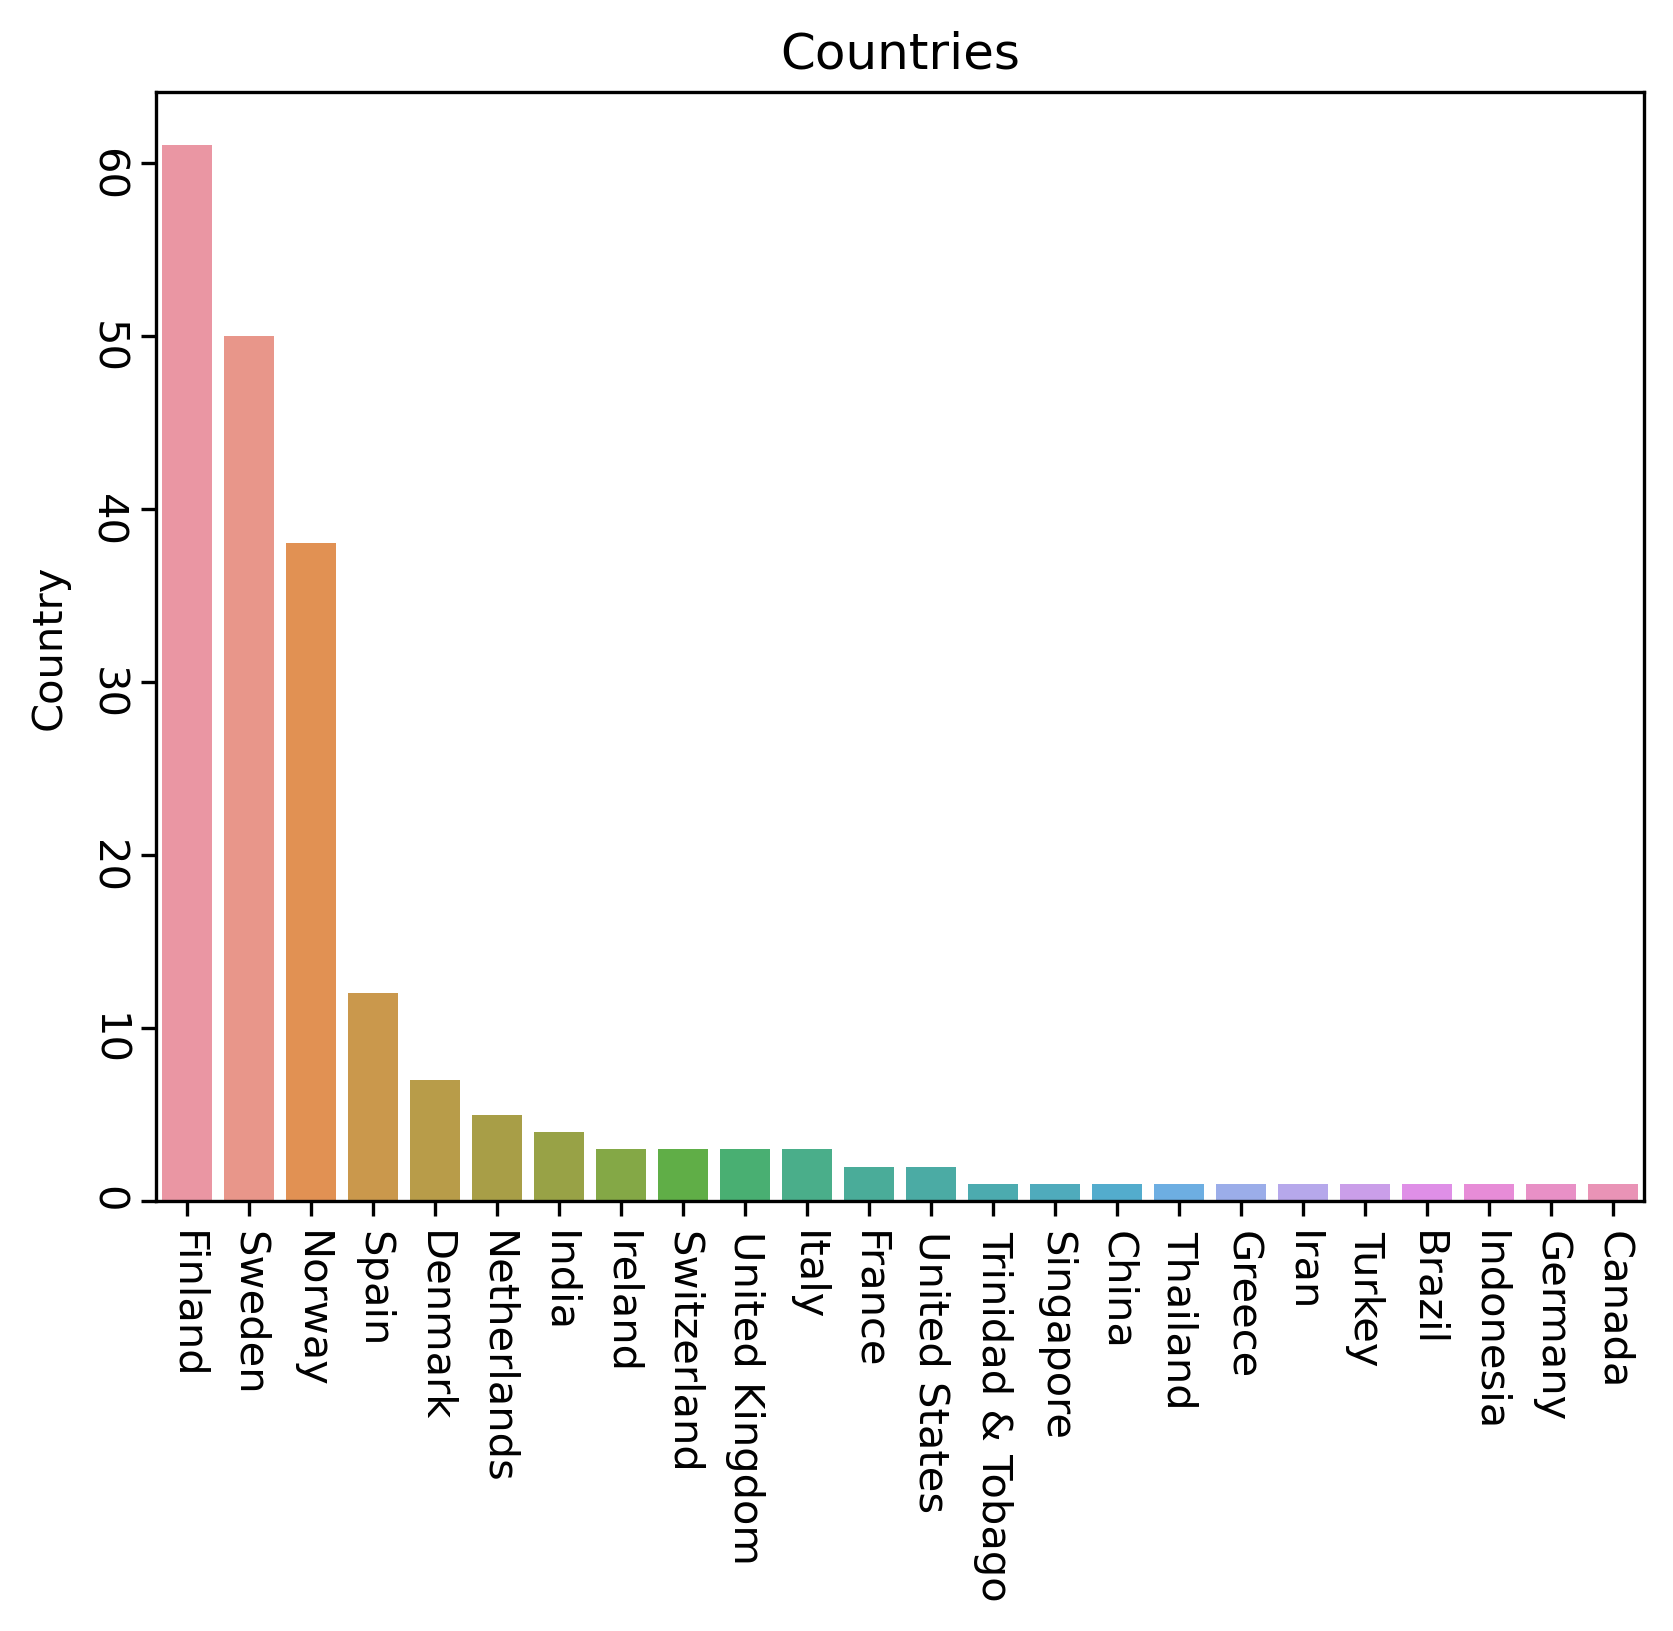 Countries
Country
60
50
40
30
20
10
0
Finland
Sweden
Norway
Spain
Denmark
Netherlands
India
Ireland
Switzerland
United Kingdom
Italy
France
United States
Trinidad & Tobago
Singapore
China
Thailand
Greece
Iran
Turkey
Brazil
Indonesia
Germany
Canada